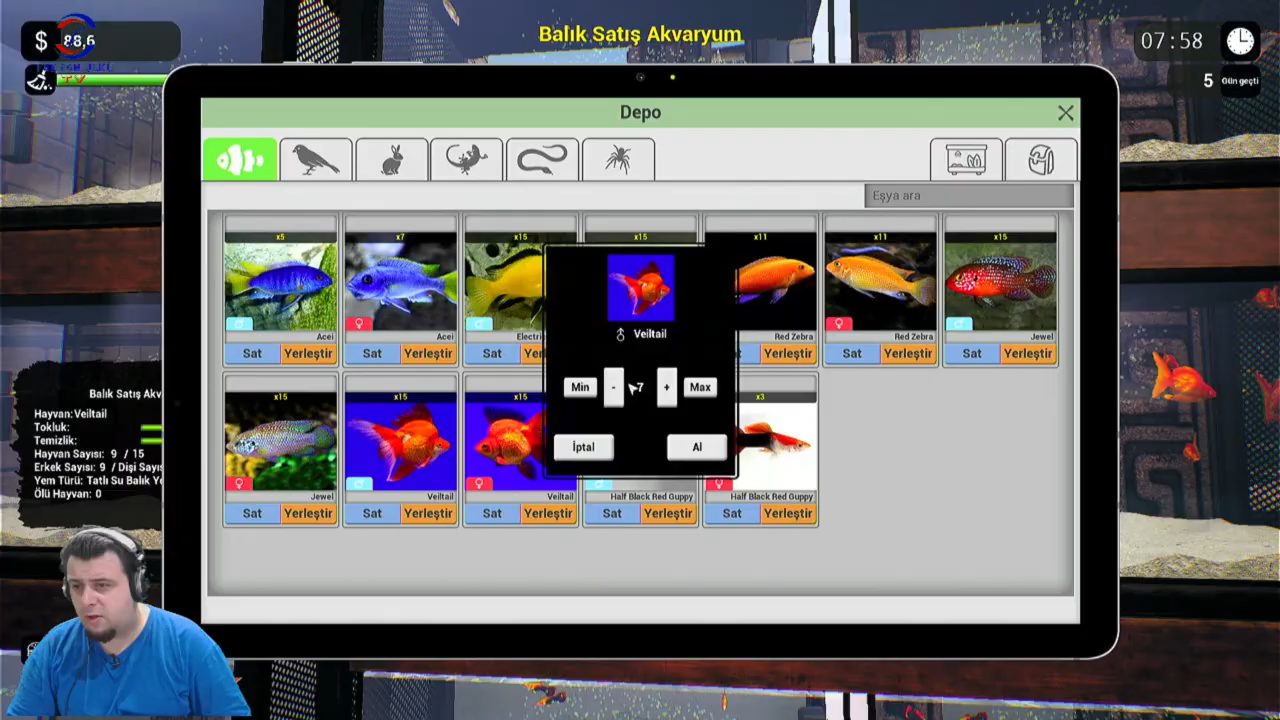 Balık Satış Akvaryum
$ 88,6
07:58
5 Gün geçti
Depo
Eşya ara
x5
x7
x15
x15
x11
x11
x15
Acei
Acei
Red Zebra
Red Zebra
Jewel
Sat Yerleştir
Sat Yerleştir
Sat
Yerleştir
Sat Yerleştir
Sat Yerleştir
Veiltail
Min - 7 + Max
İptal Al
x15
x15
x15
x3
Jewel
Veiltail
Veiltail
Half Black Red Guppy
Half Black Red Guppy
Sat Yerleştir
Sat Yerleştir
Sat Yerleştir
Sat Yerleştir
Sat Yerleştir
Balık Satış Akv
Hayvan:Veiltail
Tokluk:
Temizlik:
Hayvan Sayısı: 9 / 15
Erkek Sayısı: 9 / Dişi Sayıs
Yem Türü: Tatlı Su Balık Ye
Ölü Hayvan: 0